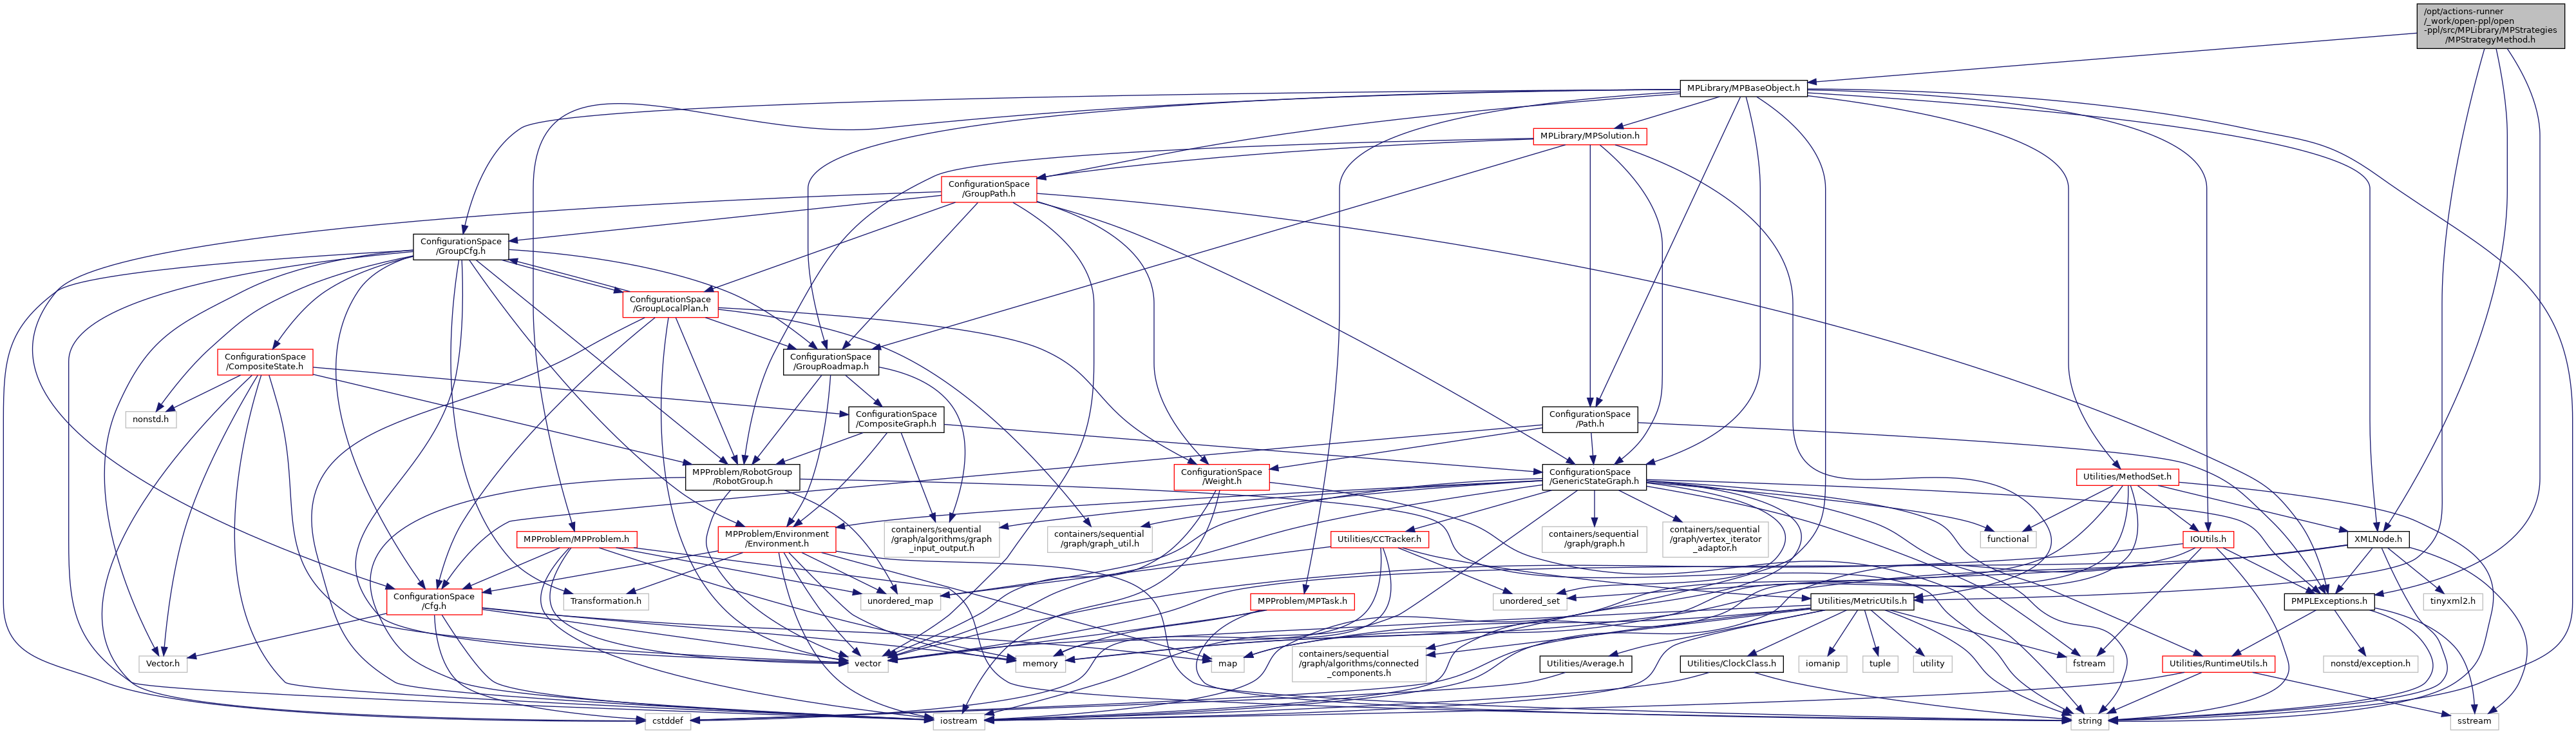 /opt/actions-runner
/_work/open-ppl/open
-ppl/src/MPLibrary/MPStrategies
/MPStrategyMethod.h
MPLibrary/MPBaseObject.h
MPLibrary/MPSolution.h
ConfigurationSpace
/GroupPath.h
ConfigurationSpace
/GroupCfg.h
ConfigurationSpace
/GroupLocalPlan.h
ConfigurationSpace
/CompositeState.h
ConfigurationSpace
/GroupRoadmap.h
nonstd.h
ConfigurationSpace
/CompositeGraph.h
ConfigurationSpace
/Path.h
MPProblem/RobotGroup
/RobotGroup.h
ConfigurationSpace
/Weight.h
ConfigurationSpace
/GenericStateGraph.h
Utilities/MethodSet.h
MPProblem/MPProblem.h
MPProblem/Environment
/Environment.h
containers/sequential
/graph/algorithms/graph
_input_output.h
containers/sequential
/graph/graph_util.h
Utilities/CCTracker.h
containers/sequential
/graph/graph.h
containers/sequential
/graph/vertex_iterator
_adaptor.h
functional
IOUtils.h
XMLNode.h
ConfigurationSpace
/Cfg.h
Transformation.h
unordered_map
MPProblem/MPTask.h
unordered_set
Utilities/MetricUtils.h
PMPLExceptions.h
tinyxml2.h
Vector.h
vector
memory
map
containers/sequential
/graph/algorithms/connected
_components.h
Utilities/Average.h
Utilities/ClockClass.h
iomanip
tuple
utility
fstream
Utilities/RuntimeUtils.h
nonstd/exception.h
cstddef
iostream
string
sstream